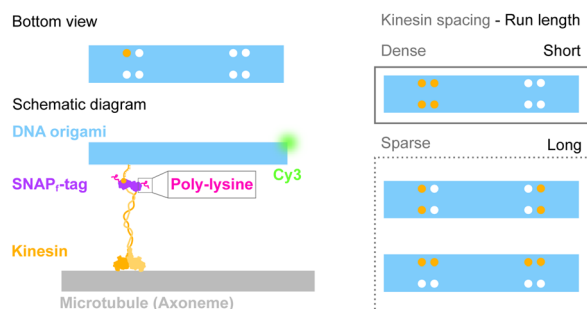 Bottom view
Schematic diagram
DNA origami
Cy3
SNAPf-tag
Poly-lysine
Kinesin
Microtubule (Axoneme)
Kinesin spacing - Run length
Dense Short
Sparse Long